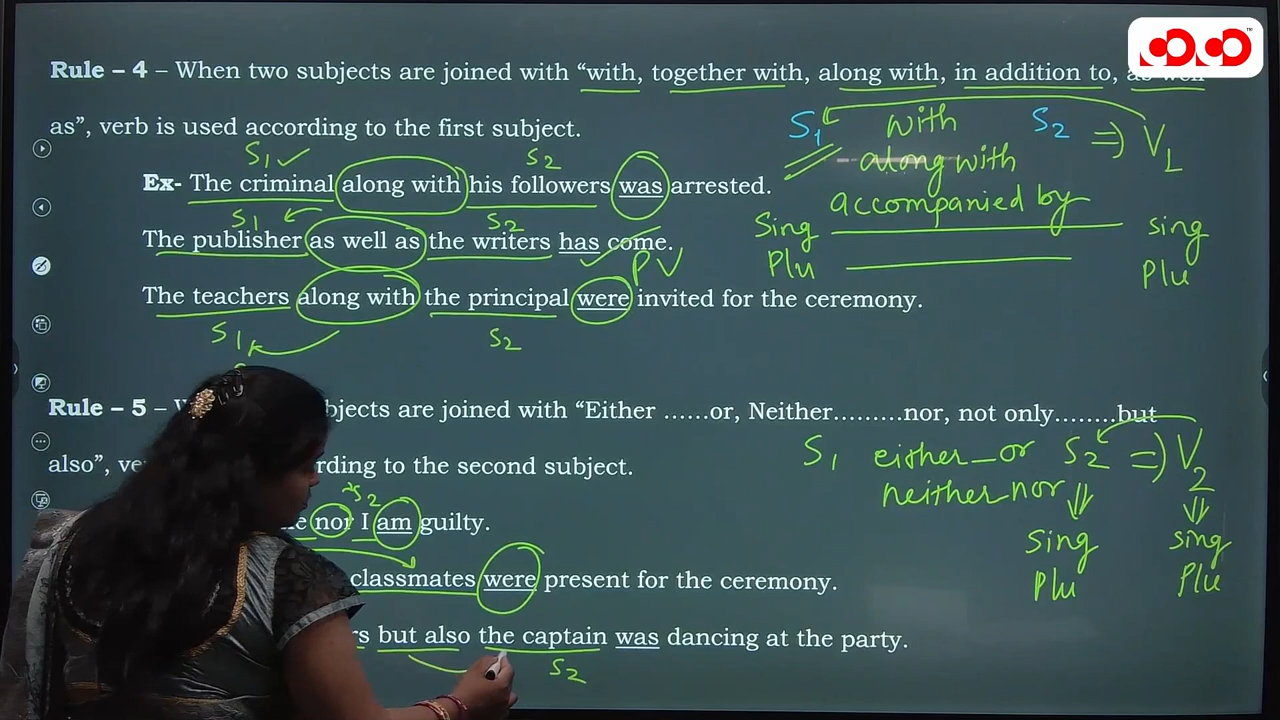 Rule – 4 – When two subjects are joined with “with, together with, along with, in addition to, as well
as”, verb is used according to the first subject.
S1 with S2 ⇒ V1
along with
accompanied by
Sing sing
Plu Plu
S1 ✓ S2
Ex- The criminal along with his followers was arrested.
S1 S2
The publisher as well as the writers has come.
PV
The teachers along with the principal were invited for the ceremony.
S1 S2
Rule – 5 – bjects are joined with “Either ……or, Neither………nor, not only……..but
also”, ve rding to the second subject.
S1 either–or S2 ⇒ V2
neither–nor
Sing sing
Plu Plu
S2
nor I am guilty.
classmates were present for the ceremony.
but also the captain was dancing at the party.
S2